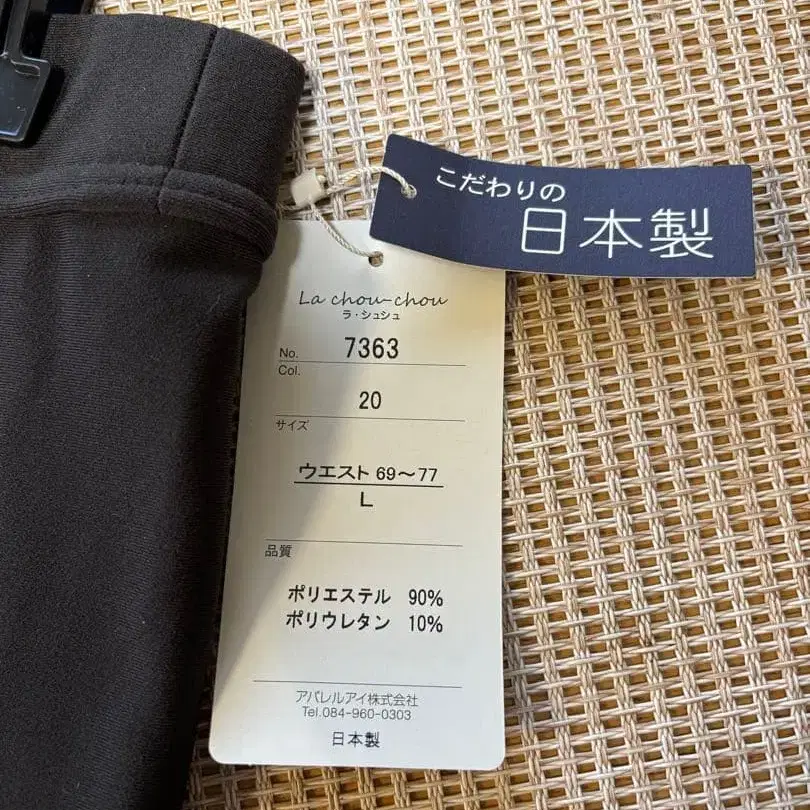 こだわりの
日本製
La chou-chou
ラ・シュシュ
No. 7363
Col.
20
サイズ
ウエスト 69～77
L
品質
ポリエステル 90%
ポリウレタン 10%
アパレルアイ株式会社
Tel.084-960-0303
日本製